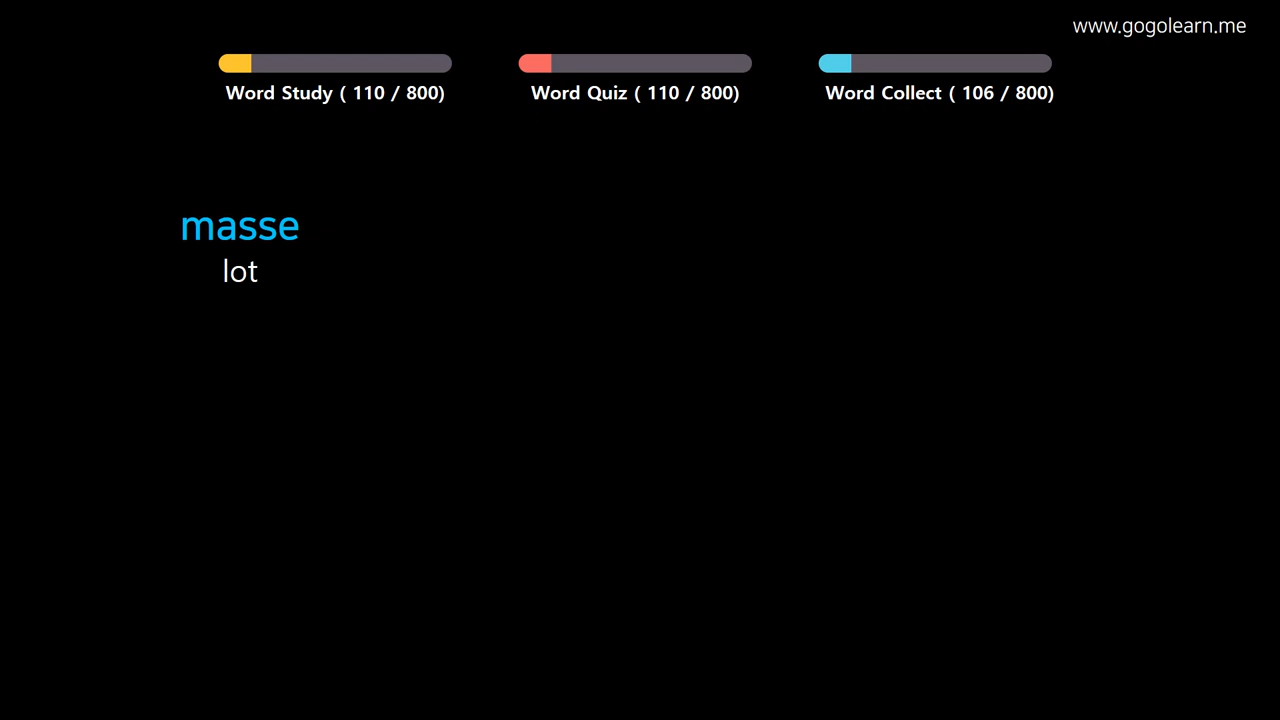 www.gogolearn.me
Word Study ( 110 / 800)
Word Quiz ( 110 / 800)
Word Collect ( 106 / 800)
masse
lot